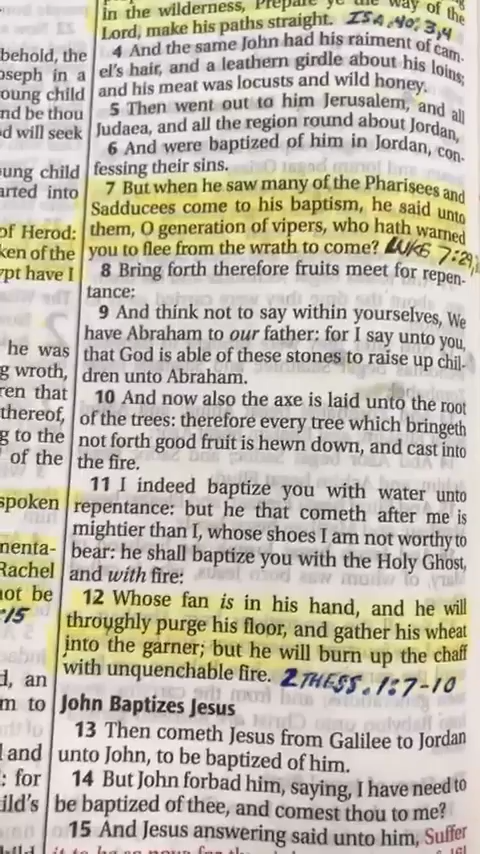 in the wilderness, Prepare ye the way of the
Lord, make his paths straight. ISA. 40:3,4
4 And the same John had his raiment of cam-
el's hair, and a leathern girdle about his loins;
and his meat was locusts and wild honey.
5 Then went out to him Jerusalem, and all
Judaea, and all the region round about Jordan,
6 And were baptized of him in Jordan, con-
fessing their sins.
7 But when he saw many of the Pharisees and
Sadducees come to his baptism, he said unto
them, O generation of vipers, who hath warned
you to flee from the wrath to come? LUKE 7:29,
8 Bring forth therefore fruits meet for repen-
tance:
9 And think not to say within yourselves, We
have Abraham to our father: for I say unto you,
that God is able of these stones to raise up chil-
dren unto Abraham.
10 And now also the axe is laid unto the root
of the trees: therefore every tree which bringeth
not forth good fruit is hewn down, and cast into
the fire.
11 I indeed baptize you with water unto
repentance: but he that cometh after me is
mightier than I, whose shoes I am not worthy to
bear: he shall baptize you with the Holy Ghost,
and with fire:
12 Whose fan is in his hand, and he will
throughly purge his floor, and gather his wheat
into the garner; but he will burn up the chaff
with unquenchable fire. 2 THESS. 1:7-10
John Baptizes Jesus
13 Then cometh Jesus from Galilee to Jordan
unto John, to be baptized of him.
14 But John forbad him, saying, I have need to
be baptized of thee, and comest thou to me?
15 And Jesus answering said unto him, Suffer
behold, the
oseph in a
oung child
nd be thou
d will seek
ung child
arted into
of Herod:
ken of the
ypt have I
he was
g wroth,
ren that
thereof,
g to the
of the
spoken
menta-
Rachel
not be
:15
d, an
m to
l and
: for
ild's